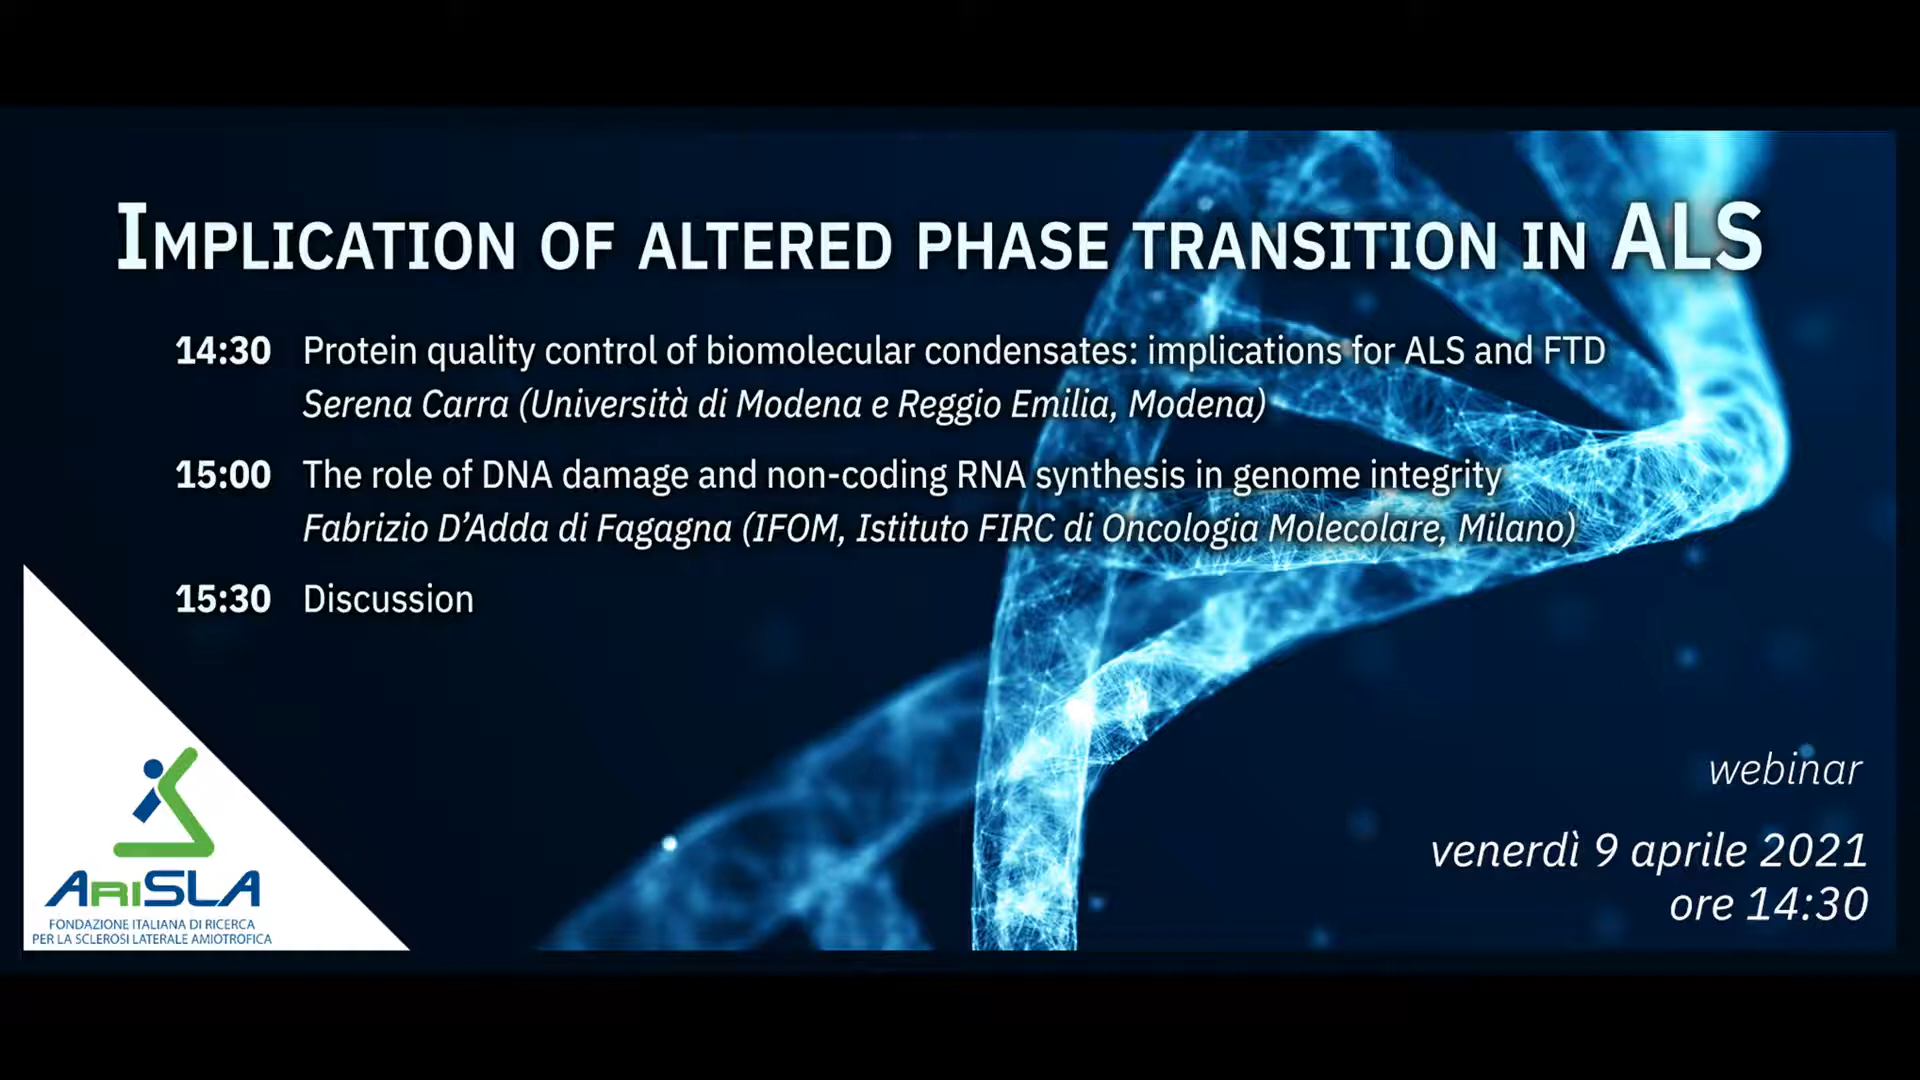 IMPLICATION OF ALTERED PHASE TRANSITION IN ALS
14:30 Protein quality control of biomolecular condensates: implications for ALS and FTD
Serena Carra (Università di Modena e Reggio Emilia, Modena)
15:00 The role of DNA damage and non-coding RNA synthesis in genome integrity
Fabrizio D’Adda di Fagagna (IFOM, Istituto FIRC di Oncologia Molecolare, Milano)
15:30 Discussion
webinar
venerdì 9 aprile 2021
ore 14:30
AriSLA
FONDAZIONE ITALIANA DI RICERCA
PER LA SCLEROSI LATERALE AMIOTROFICA